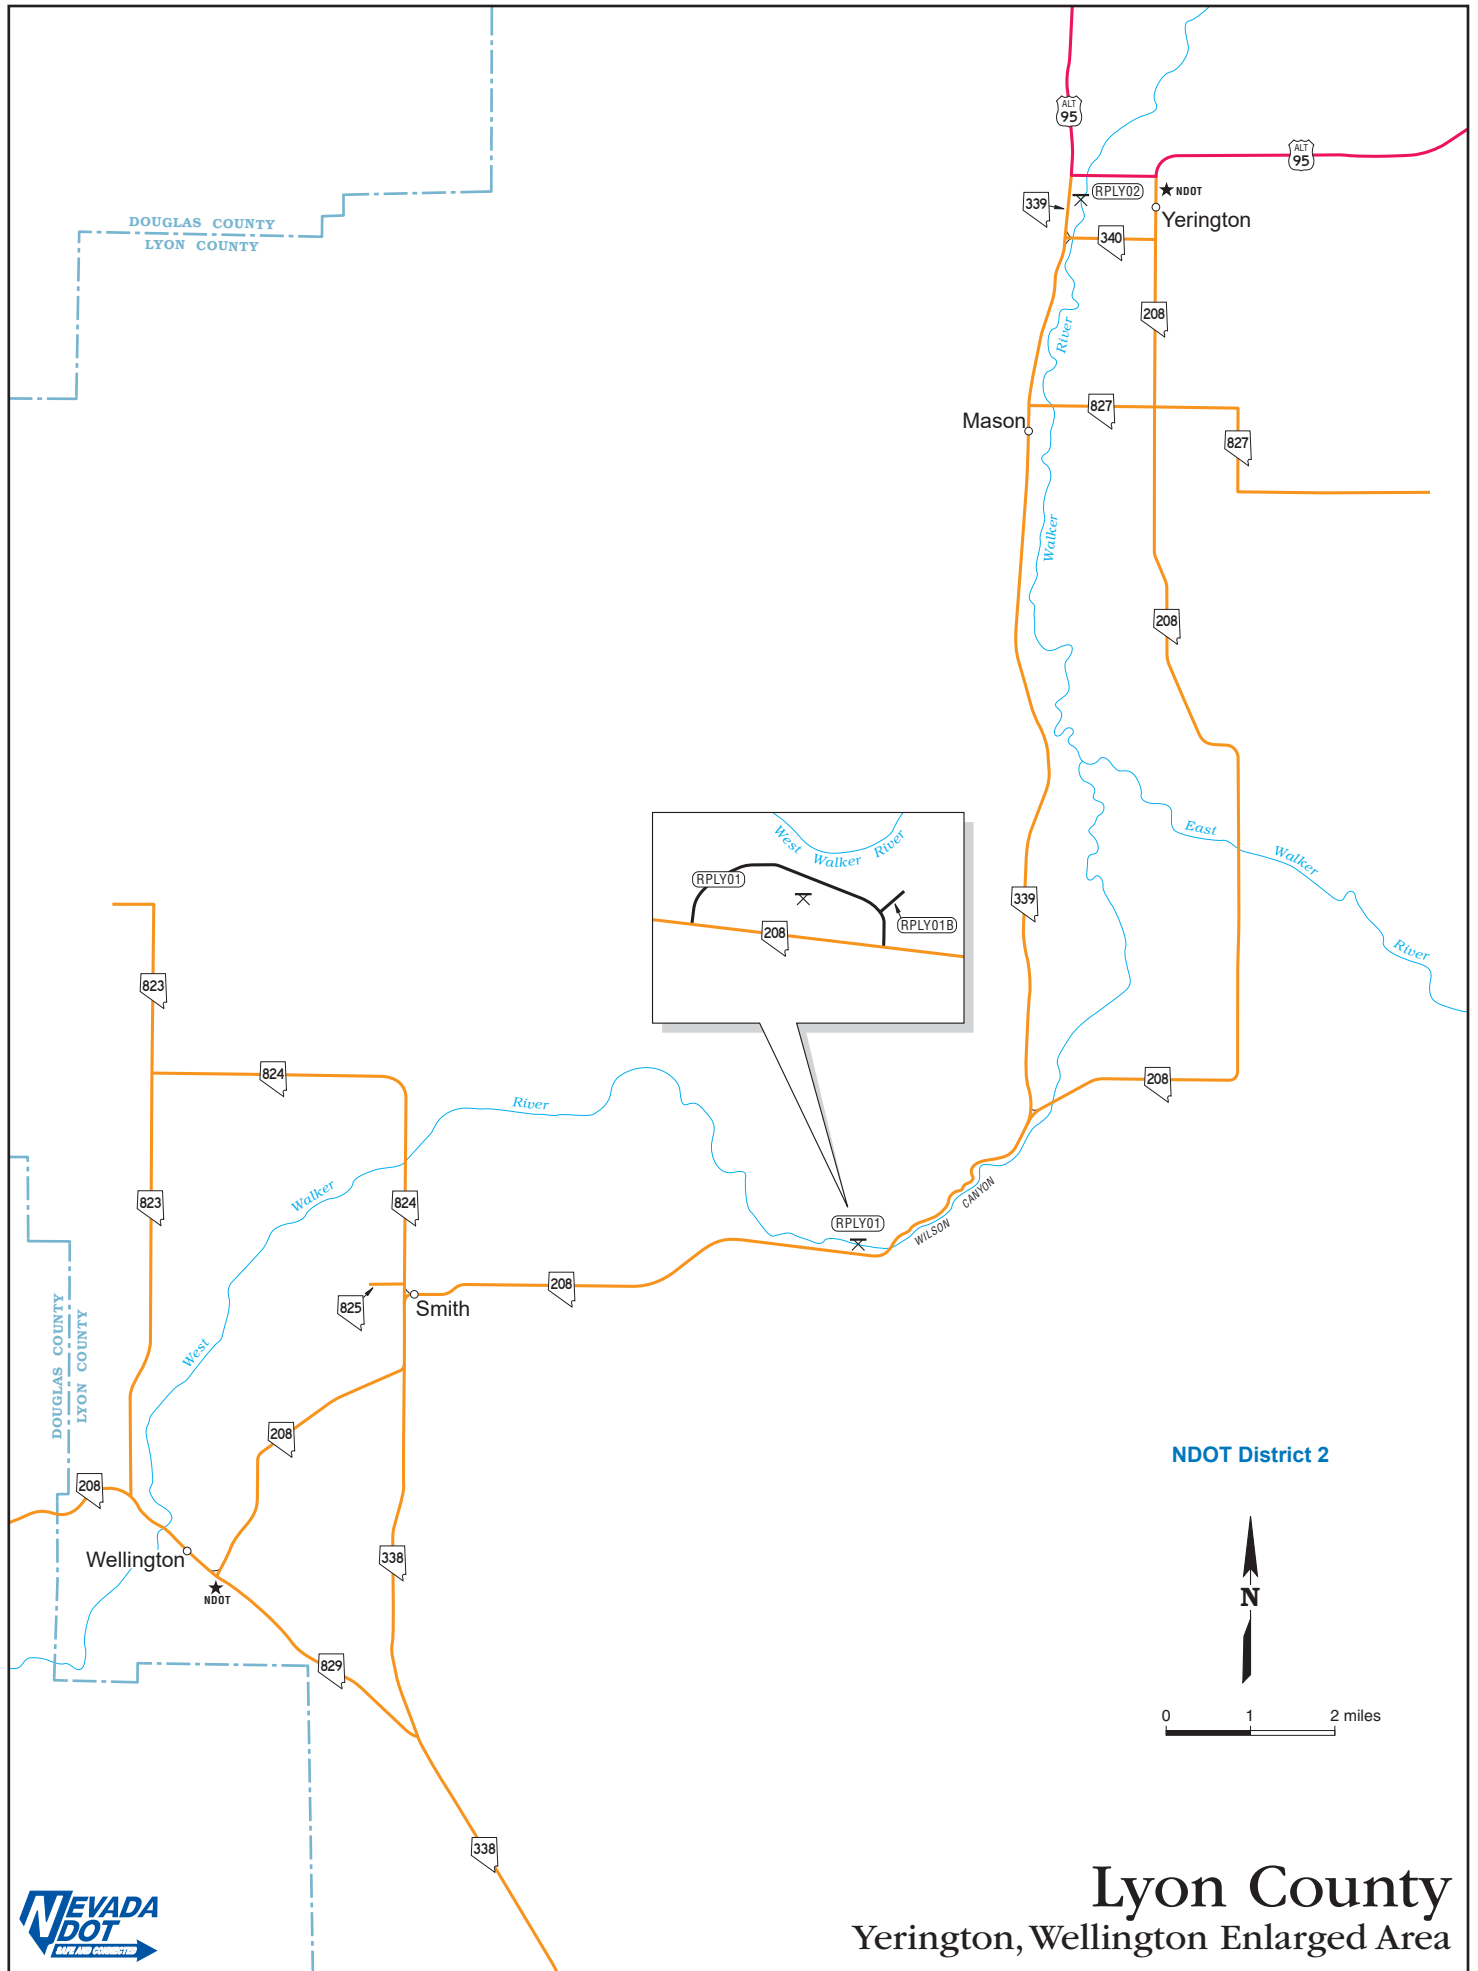 ALT
95
ALT
95
339
RPLY02
NDOT
Yerington
340
DOUGLAS COUNTY
LYON COUNTY
208
River
Mason
827
827
Walker
208
West Walker River
RPLY01
208
RPLY01B
East
Walker
River
339
823
824
208
River
Walker
823
824
WILSON CANYON
RPLY01
208
825
Smith
West
DOUGLAS COUNTY
LYON COUNTY
208
208
NDOT District 2
Wellington
338
NDOT
N
829
0 1 2 miles
338
Lyon County
Yerington, Wellington Enlarged Area
NEVADA
DOT
SAFE AND CONNECTED